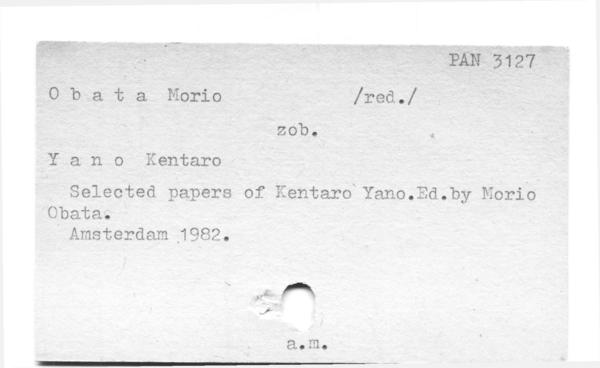 PAN 3127
O b a t a Morio /red./
zob.
Y a n o Kentaro
Selected papers of Kentaro Yano.Ed.by Morio
Obata.
Amsterdam 1982.
a.m.